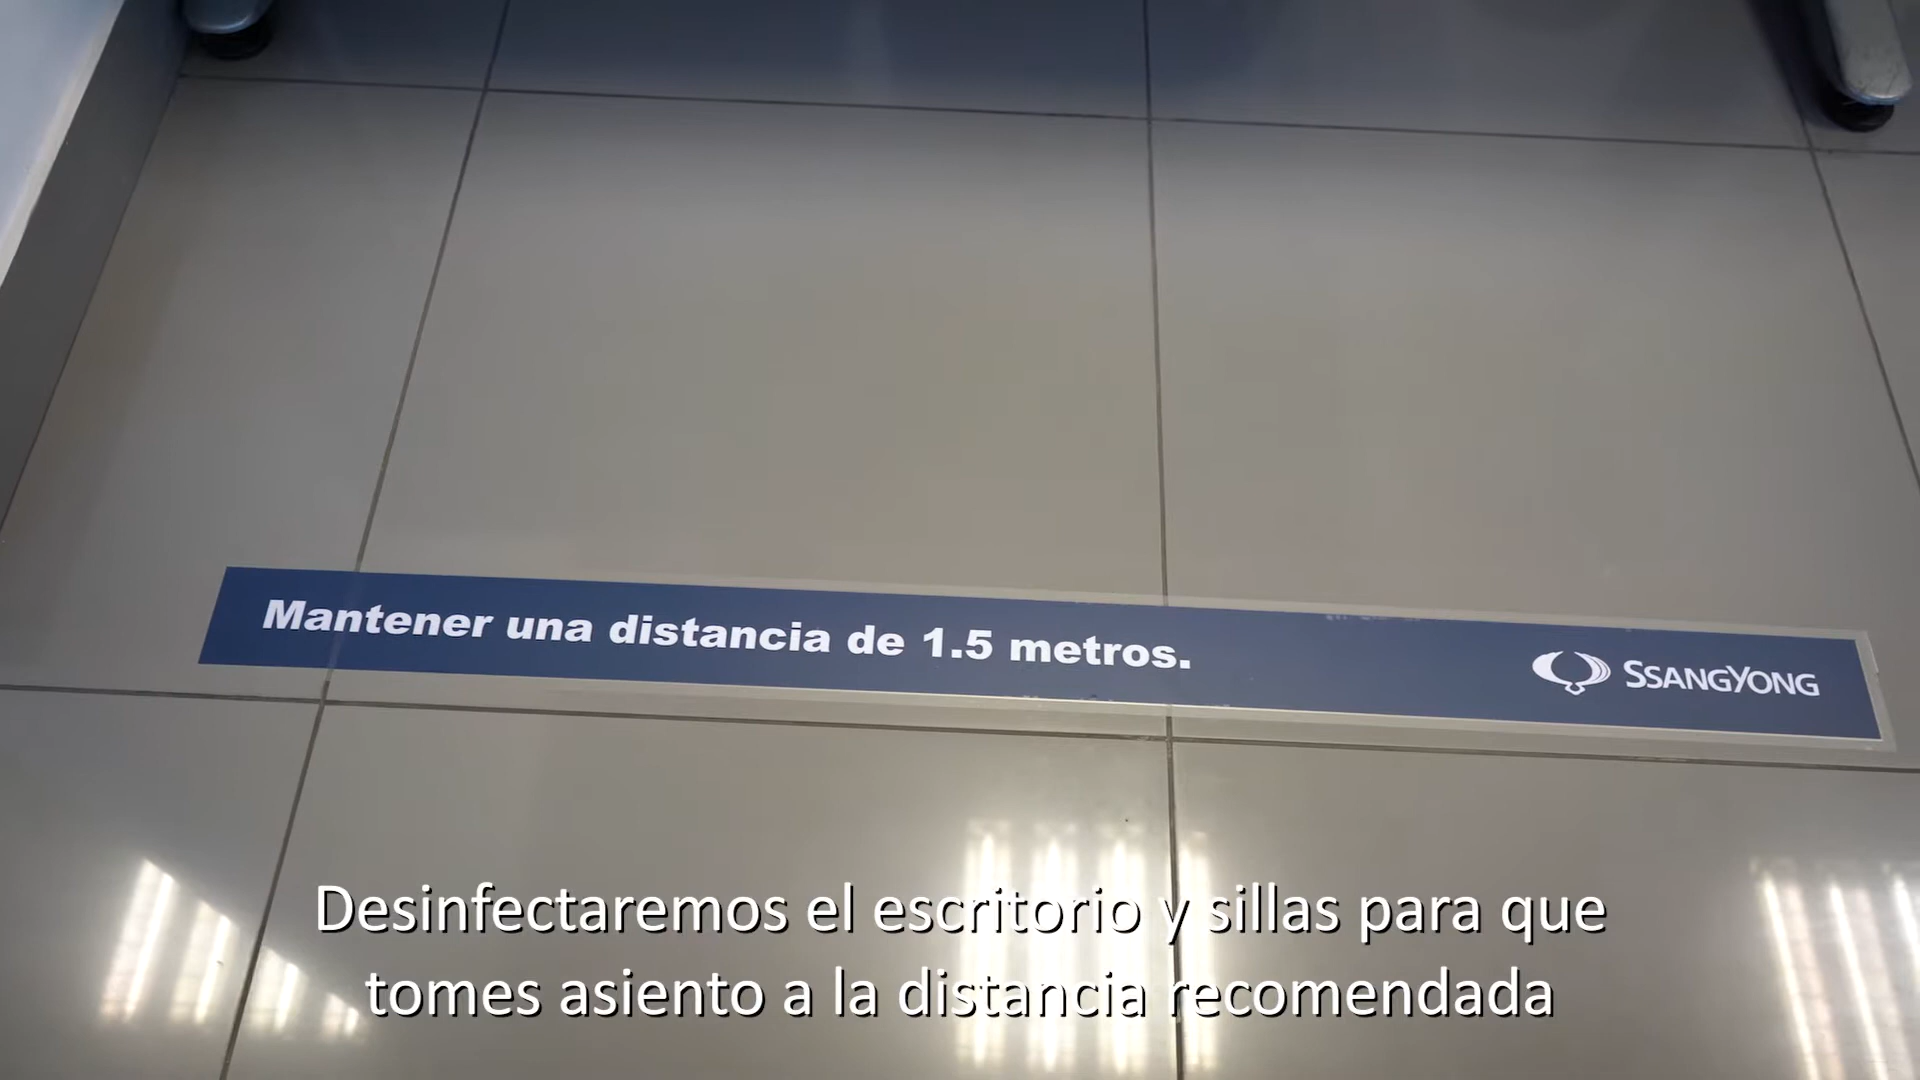 Mantener una distancia de 1.5 metros.
SSANGYONG
Desinfectaremos el escritorio y sillas para que
tomes asiento a la distancia recomendada